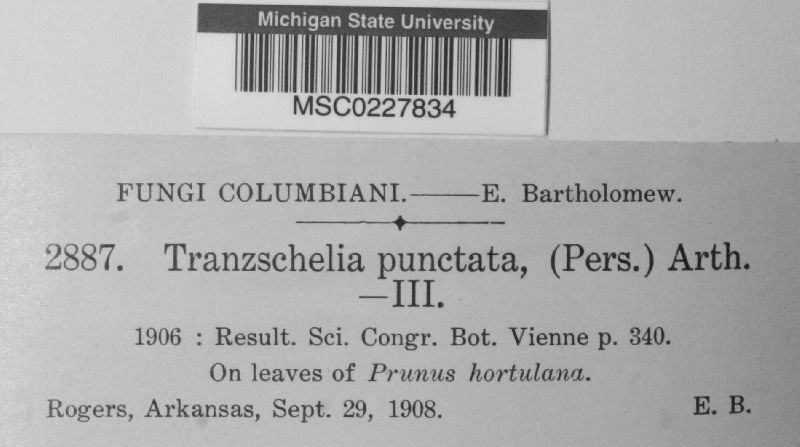 Michigan State University
MSC0227834
FUNGI COLUMBIANI.——E. Bartholomew.
2887. Tranzschelia punctata, (Pers.) Arth.
—III.
1906 : Result. Sci. Congr. Bot. Vienne p. 340.
On leaves of Prunus hortulana.
Rogers, Arkansas, Sept. 29, 1908. E. B.